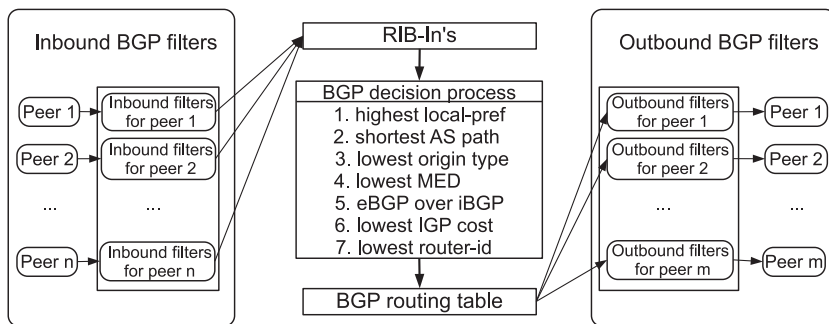 Inbound BGP filters
Peer 1
Inbound filters
for peer 1
Peer 2
Inbound filters
for peer 2
...
...
Peer n
Inbound filters
for peer n
RIB-In's
BGP decision process
1. highest local-pref
2. shortest AS path
3. lowest origin type
4. lowest MED
5. eBGP over iBGP
6. lowest IGP cost
7. lowest router-id
BGP routing table
Outbound BGP filters
Outbound filters
for peer 1
Peer 1
Outbound filters
for peer 2
Peer 2
...
...
Outbound filters
for peer m
Peer m